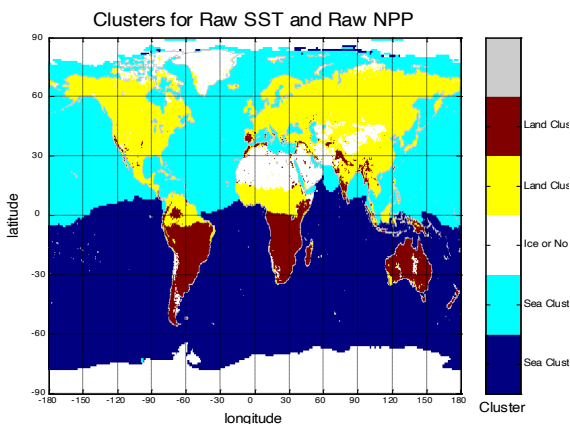 Clusters for Raw SST and Raw NPP
90
60
30
0
-30
-60
-90
latitude
-180 -150 -120 -90 -60 -30 0 30 60 90 120 150 180
longitude
Land Clus
Land Clus
Ice or No
Sea Clust
Sea Clust
Cluster